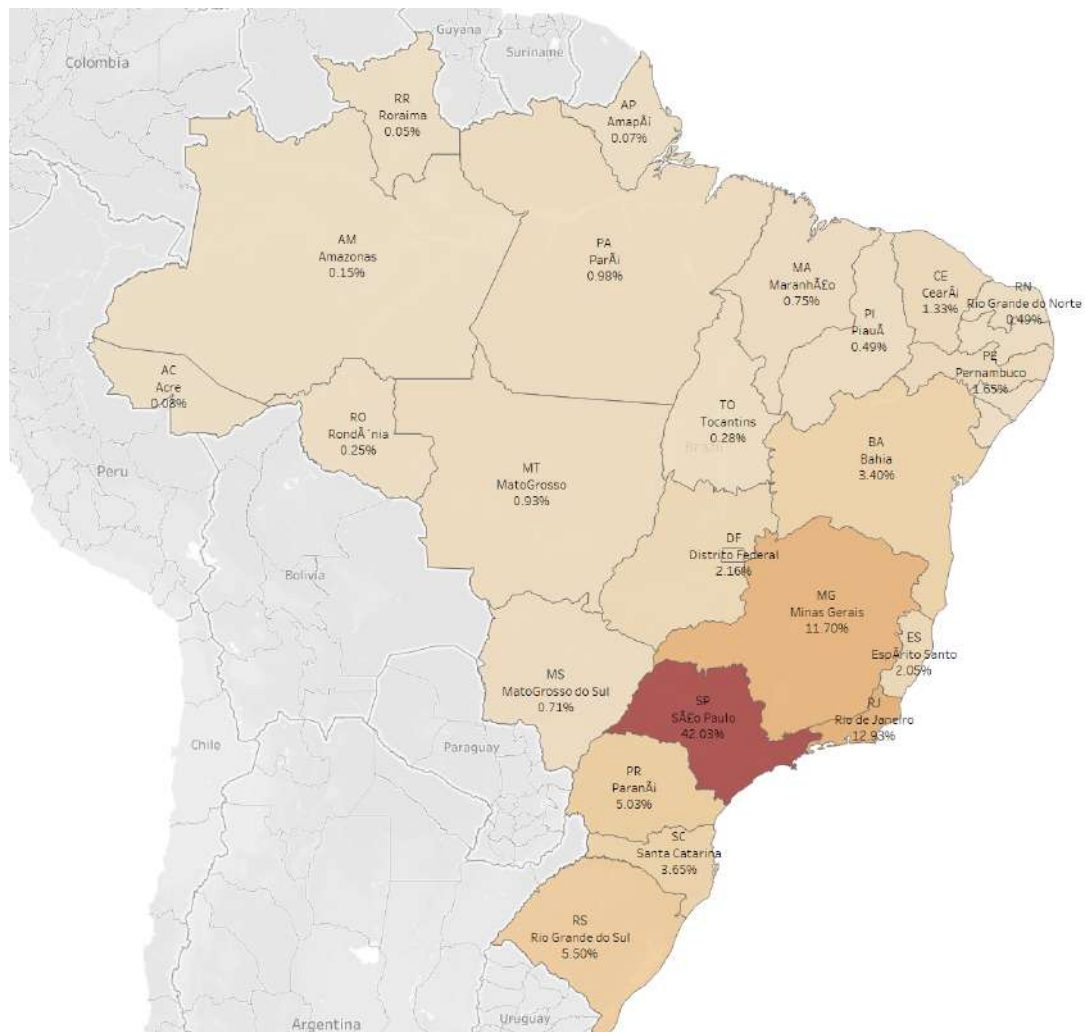 Guyana
Suriname
Colombia
RR
Roraima
0.05%
AP
AmapÃ¡
0.07%
AM
Amazonas
0.15%
PA
ParÃ¡
0.98%
MA
MaranhÃ£o
0.75%
PI
PiauÃ
0.49%
CE
CearÃ¡
1.33%
RN
Rio Grande do Norte
0.49%
PE
Pernambuco
1.65%
AC
Acre
0.08%
RO
RondÃ´nia
0.25%
TO
Tocantins
0.28%
Brazil
BA
Bahia
3.40%
Peru
MT
MatoGrosso
0.93%
DF
Distrito Federal
2.16%
Bolivia
MG
Minas Gerais
11.70%
ES
EspÃrito Santo
2.05%
MS
MatoGrosso do Sul
0.71%
SP
SÃ£o Paulo
42.03%
RJ
Rio de Janeiro
12.93%
Chile
Paraguay
PR
ParanÃ¡
5.03%
SC
Santa Catarina
3.65%
RS
Rio Grande do Sul
5.50%
Argentina
Uruguay